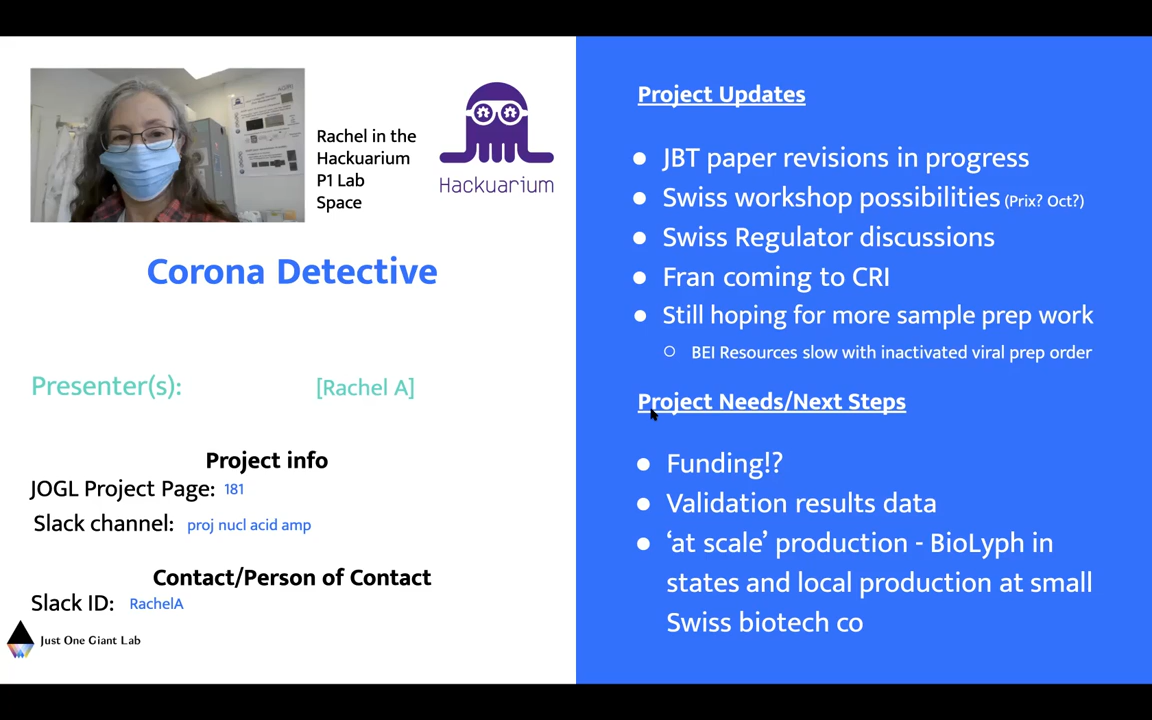 Rachel in the
Hackuarium
P1 Lab
Space
Hackuarium
Corona Detective
Presenter(s): [Rachel A]
Project info
JOGL Project Page: 181
Slack channel: proj nucl acid amp
Contact/Person of Contact
Slack ID: RachelA
Just One Giant Lab
Project Updates
JBT paper revisions in progress
Swiss workshop possibilities (Prix? Oct?)
Swiss Regulator discussions
Fran coming to CRI
Still hoping for more sample prep work
BEI Resources slow with inactivated viral prep order
Project Needs/Next Steps
Funding!?
Validation results data
‘at scale’ production - BioLyph in
states and local production at small
Swiss biotech co